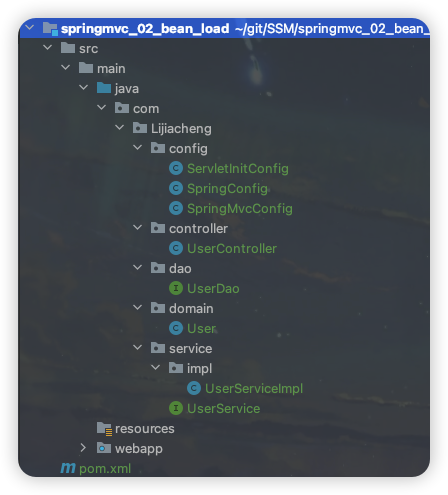 springmvc_02_bean_load ~/git/SSM/springmvc_02_bean_
src
main
java
com
Lijiacheng
config
ServletInitConfig
SpringConfig
SpringMvcConfig
controller
UserController
dao
UserDao
domain
User
service
impl
UserServiceImpl
UserService
resources
webapp
pom.xml